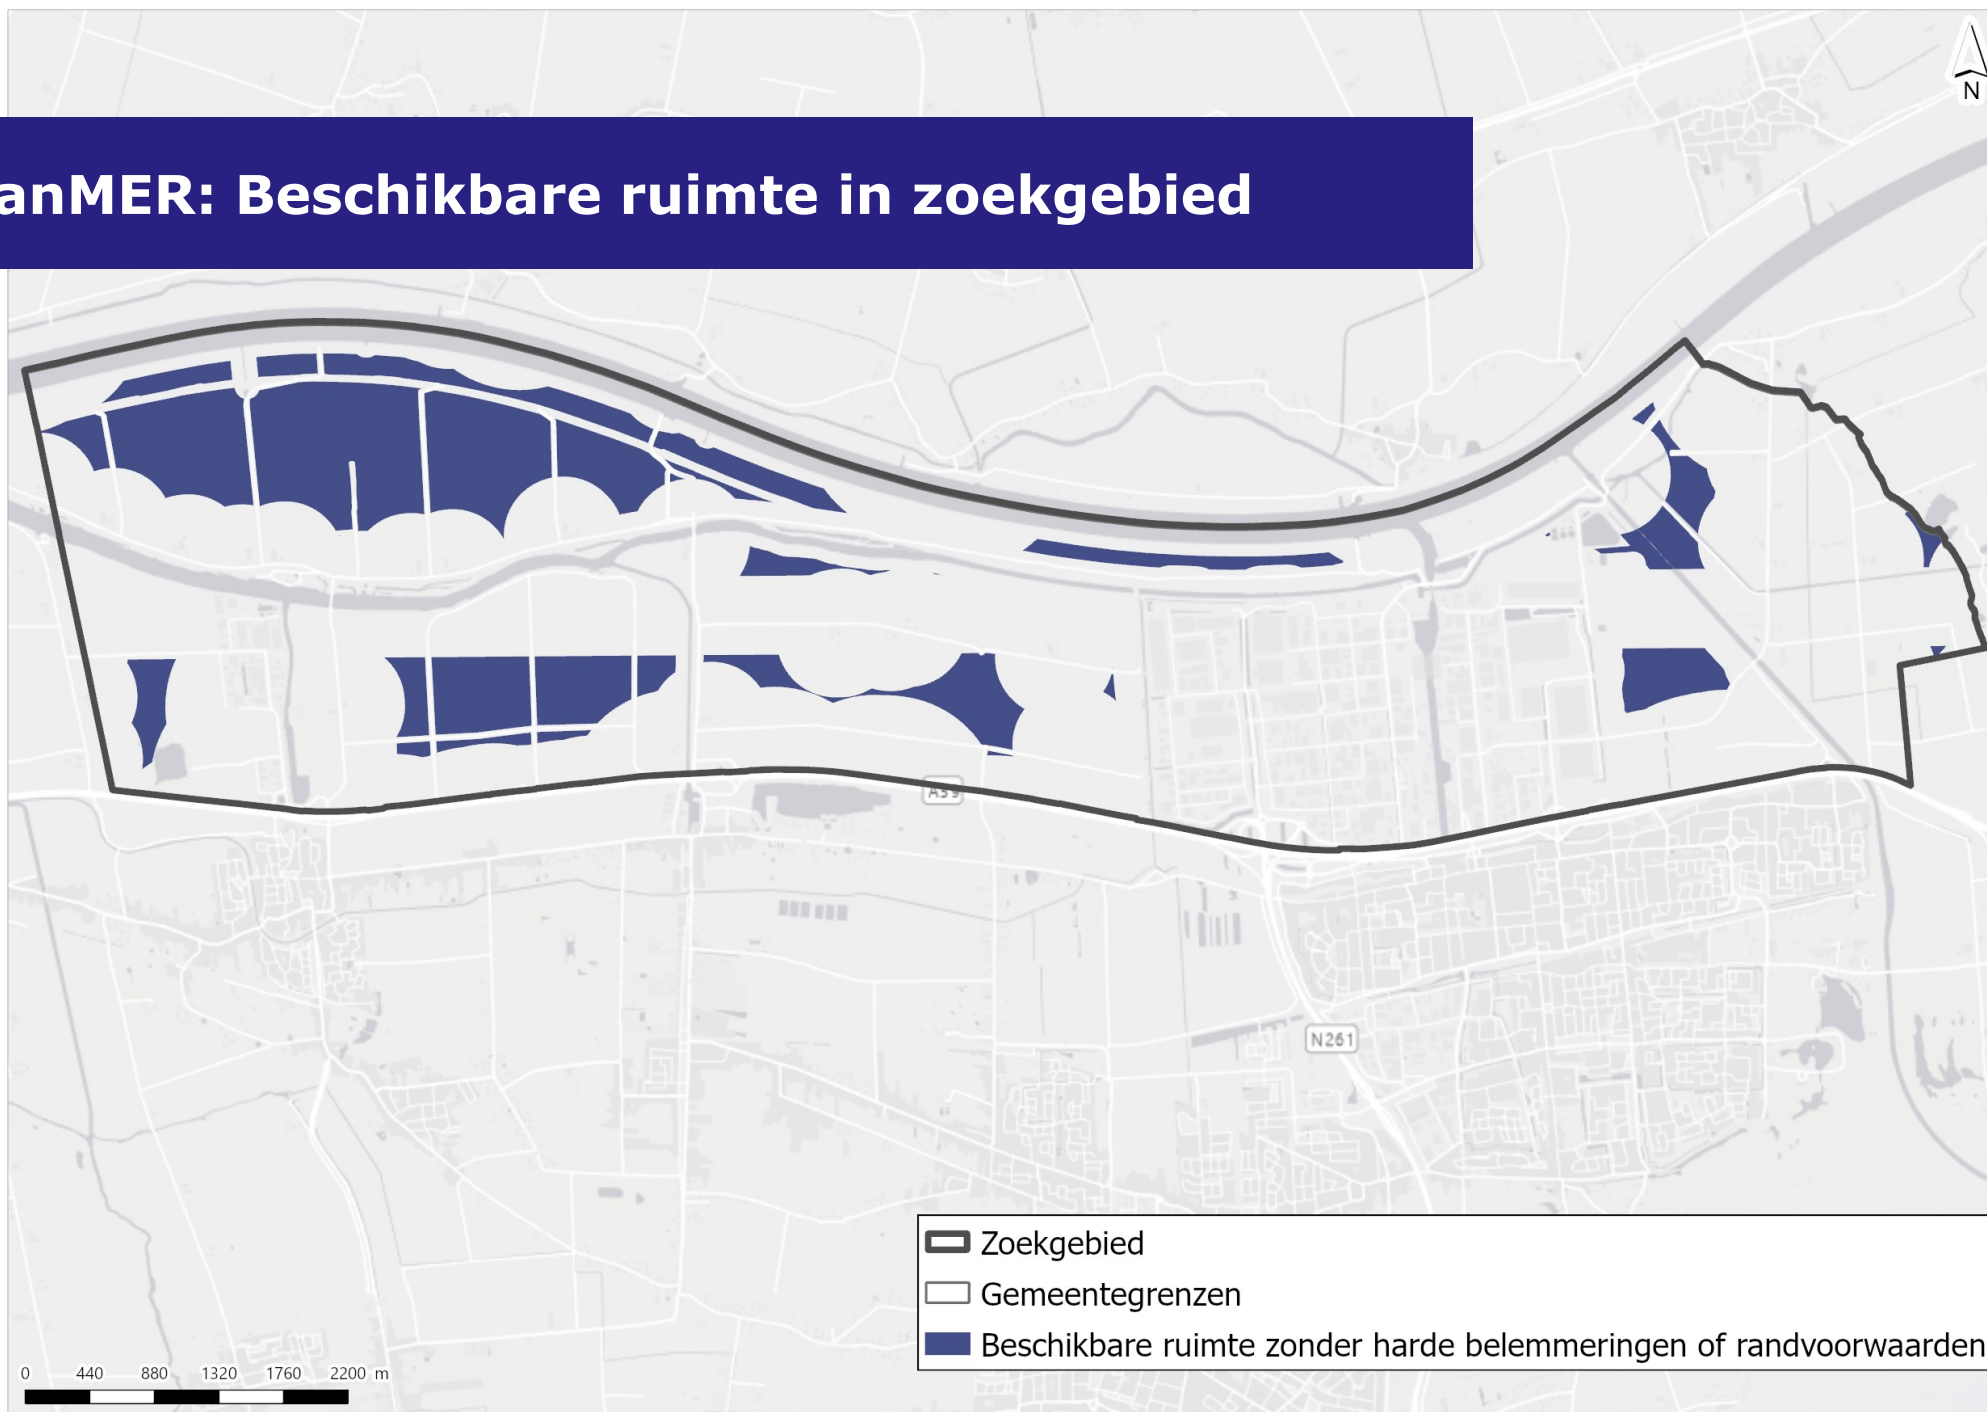 N
anMER: Beschikbare ruimte in zoekgebied
A59
N261
Zoekgebied
Gemeentegrenzen
Beschikbare ruimte zonder harde belemmeringen of randvoorwaarden
0 440 880 1320 1760 2200 m